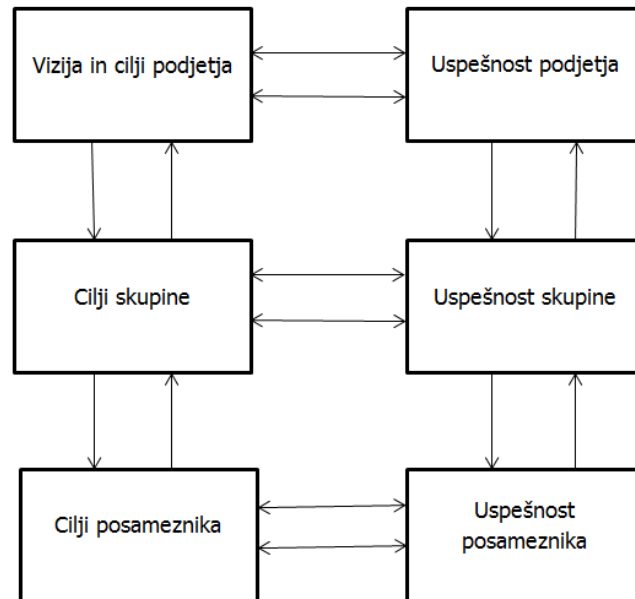 Vizija in cilji podjetja
Uspešnost podjetja
Cilji skupine
Uspešnost skupine
Cilji posameznika
Uspešnost
posameznika